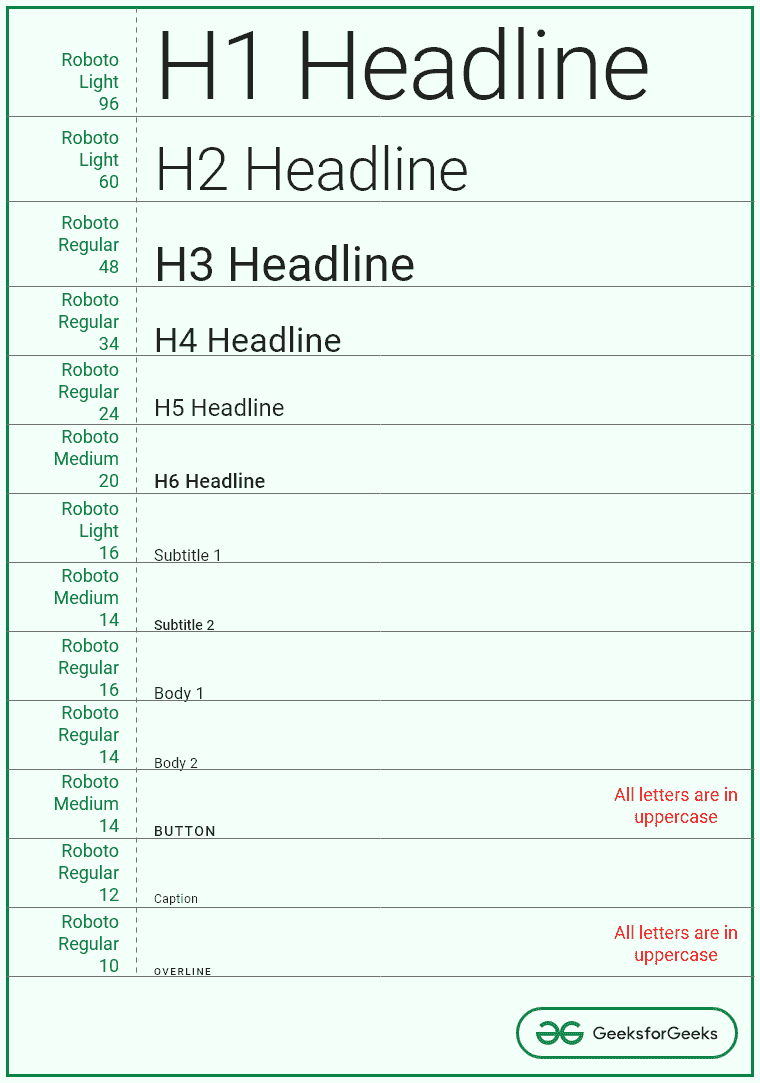 Roboto
Light
96
H1 Headline
Roboto
Light
60
H2 Headline
Roboto
Regular
48
H3 Headline
Roboto
Regular
34
H4 Headline
Roboto
Regular
24
H5 Headline
Roboto
Medium
20
H6 Headline
Roboto
Light
16
Subtitle 1
Roboto
Medium
14
Subtitle 2
Roboto
Regular
16
Body 1
Roboto
Regular
14
Body 2
Roboto
Medium
14
BUTTON
All letters are in
uppercase
Roboto
Regular
12
Caption
Roboto
Regular
10
OVERLINE
All letters are in
uppercase
GeeksforGeeks